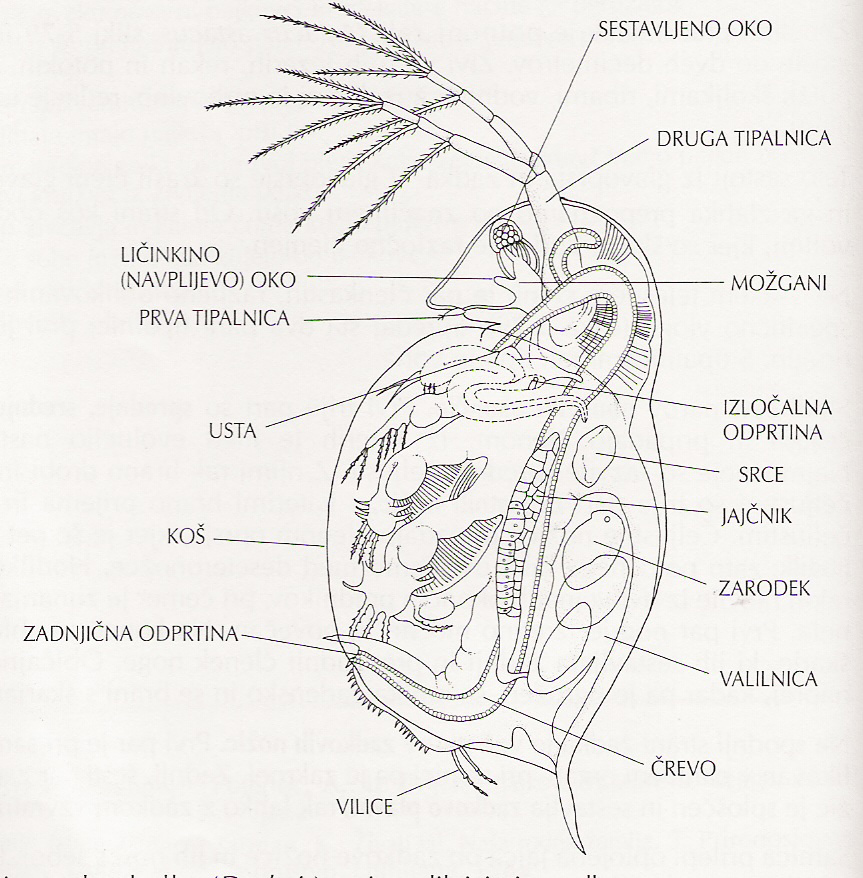 SESTAVLJENO OKO
DRUGA TIPALNICA
LIČINKINO
(NAVPLIJEVO) OKO
MOŽGANI
PRVA TIPALNICA
USTA
IZLOČALNA
ODPRTINA
SRCE
JAJČNIK
KOŠ
ZARODEK
ZADNJIČNA ODPRTINA
VALILNICA
ČREVO
VILICE